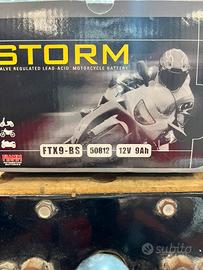 STORM
VALVE REGULATED LEAD-ACID MOTORCYCLE BATTERY
FTX9-BS 50812 12V 9Ah
FIAMM
subito